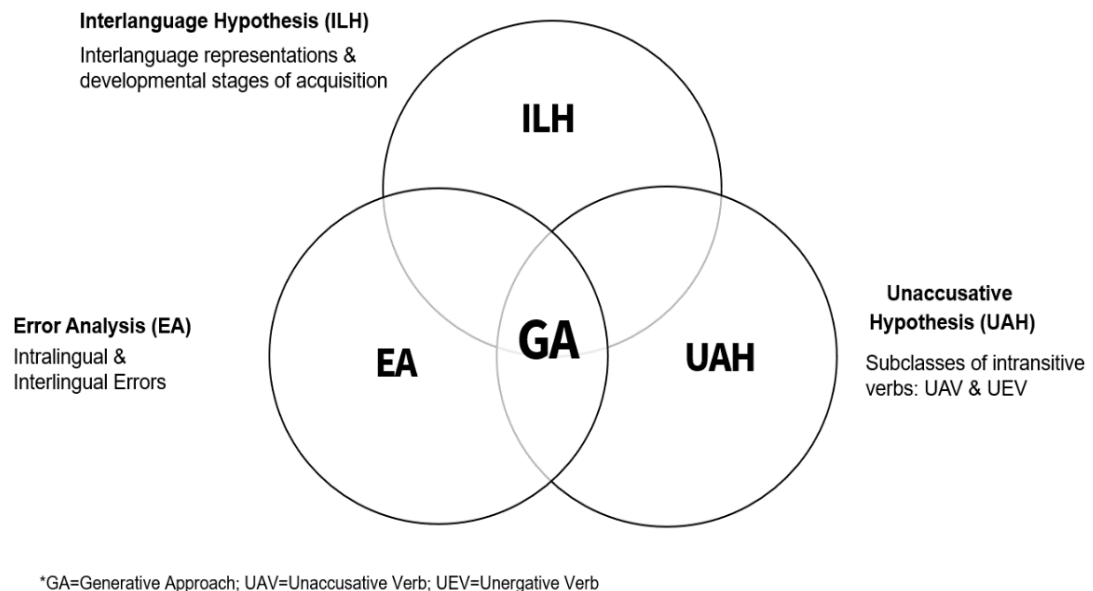 Interlanguage Hypothesis (ILH)
Interlanguage representations &
developmental stages of acquisition
ILH
Error Analysis (EA)
Intralingual &
Interlingual Errors
EA
GA
UAH
Unaccusative
Hypothesis (UAH)
Subclasses of intransitive
verbs: UAV & UEV
*GA=Generative Approach; UAV=Unaccusative Verb; UEV=Unergative Verb